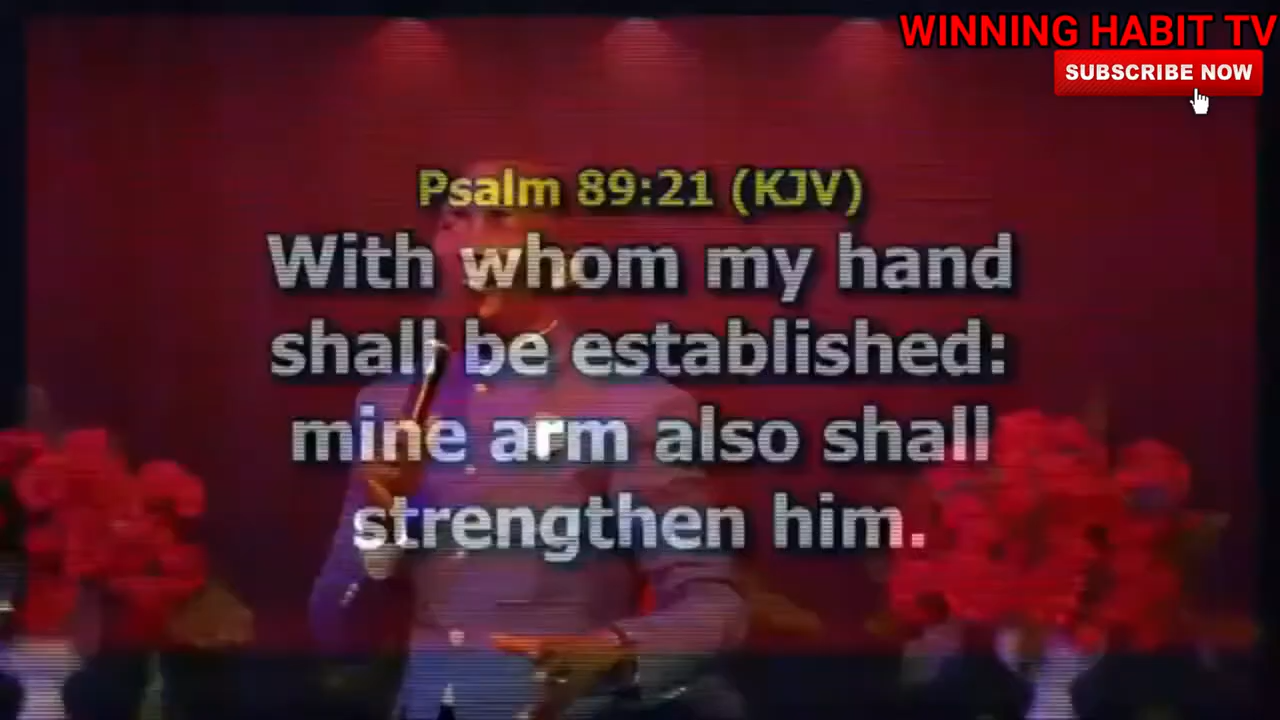 WINNING HABIT TV
SUBSCRIBE NOW
Psalm 89:21 (KJV)
With whom my hand
shall be established:
mine arm also shall
strengthen him.